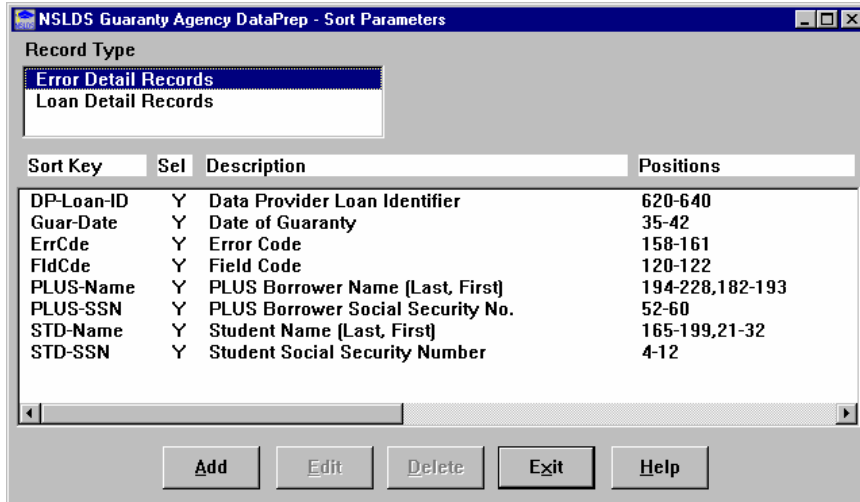 NSLDS Guaranty Agency DataPrep - Sort Parameters
Record Type
Error Detail Records
Loan Detail Records
Sort Key Sel Description Positions
DP-Loan-ID Y Data Provider Loan Identifier 620-640
Guar-Date Y Date of Guaranty 35-42
ErrCde Y Error Code 158-161
FldCde Y Field Code 120-122
PLUS-Name Y PLUS Borrower Name (Last, First) 194-228,182-193
PLUS-SSN Y PLUS Borrower Social Security No. 52-60
STD-Name Y Student Name (Last, First) 165-199,21-32
STD-SSN Y Student Social Security Number 4-12
Add Edit Delete Exit Help